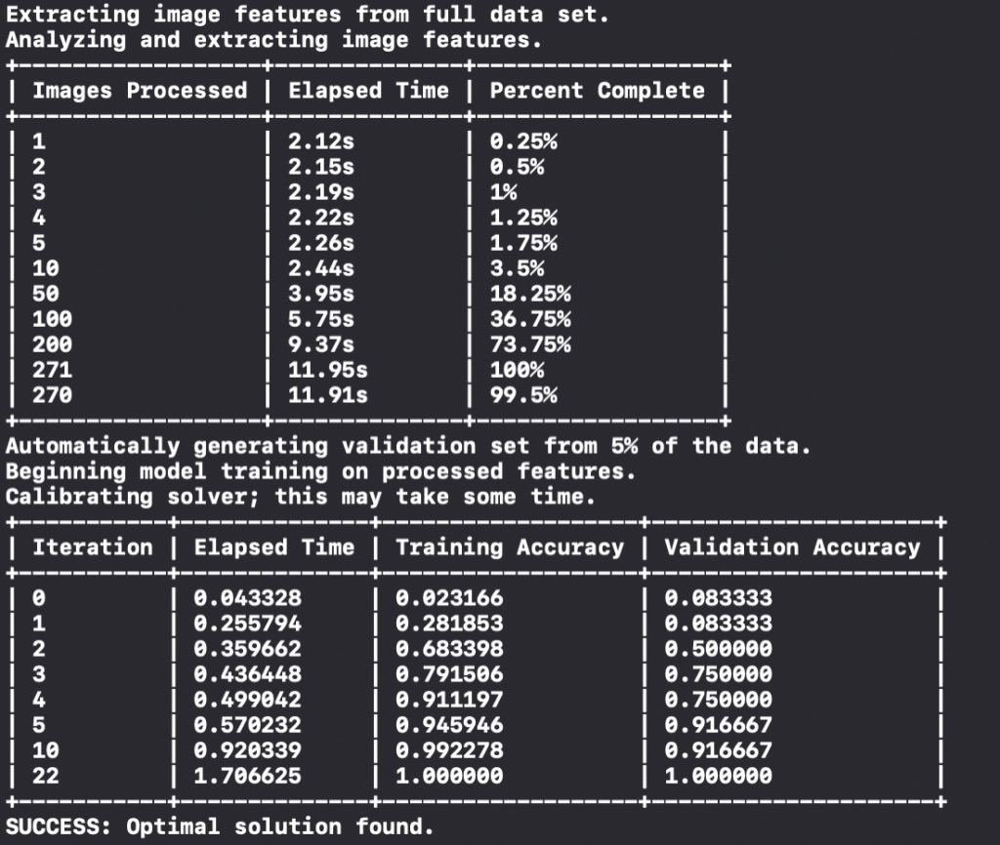 Extracting image features from full data set.
Analyzing and extracting image features.
+------------------+--------------+------------------+
| Images Processed | Elapsed Time | Percent Complete |
+------------------+--------------+------------------+
| 1                | 2.12s        | 0.25%            |
| 2                | 2.15s        | 0.5%             |
| 3                | 2.19s        | 1%               |
| 4                | 2.22s        | 1.25%            |
| 5                | 2.26s        | 1.75%            |
| 10               | 2.44s        | 3.5%             |
| 50               | 3.95s        | 18.25%           |
| 100              | 5.75s        | 36.75%           |
| 200              | 9.37s        | 73.75%           |
| 271              | 11.95s       | 100%             |
| 270              | 11.91s       | 99.5%            |
+------------------+--------------+------------------+
Automatically generating validation set from 5% of the data.
Beginning model training on processed features.
Calibrating solver; this may take some time.
+-----------+--------------+-------------------+---------------------+
| Iteration | Elapsed Time | Training Accuracy | Validation Accuracy |
+-----------+--------------+-------------------+---------------------+
| 0         | 0.043328     | 0.023166          | 0.083333            |
| 1         | 0.255794     | 0.281853          | 0.083333            |
| 2         | 0.359662     | 0.683398          | 0.500000            |
| 3         | 0.436448     | 0.791506          | 0.750000            |
| 4         | 0.499042     | 0.911197          | 0.750000            |
| 5         | 0.570232     | 0.945946          | 0.916667            |
| 10        | 0.920339     | 0.992278          | 0.916667            |
| 22        | 1.706625     | 1.000000          | 1.000000            |
+-----------+--------------+-------------------+---------------------+
SUCCESS: Optimal solution found.